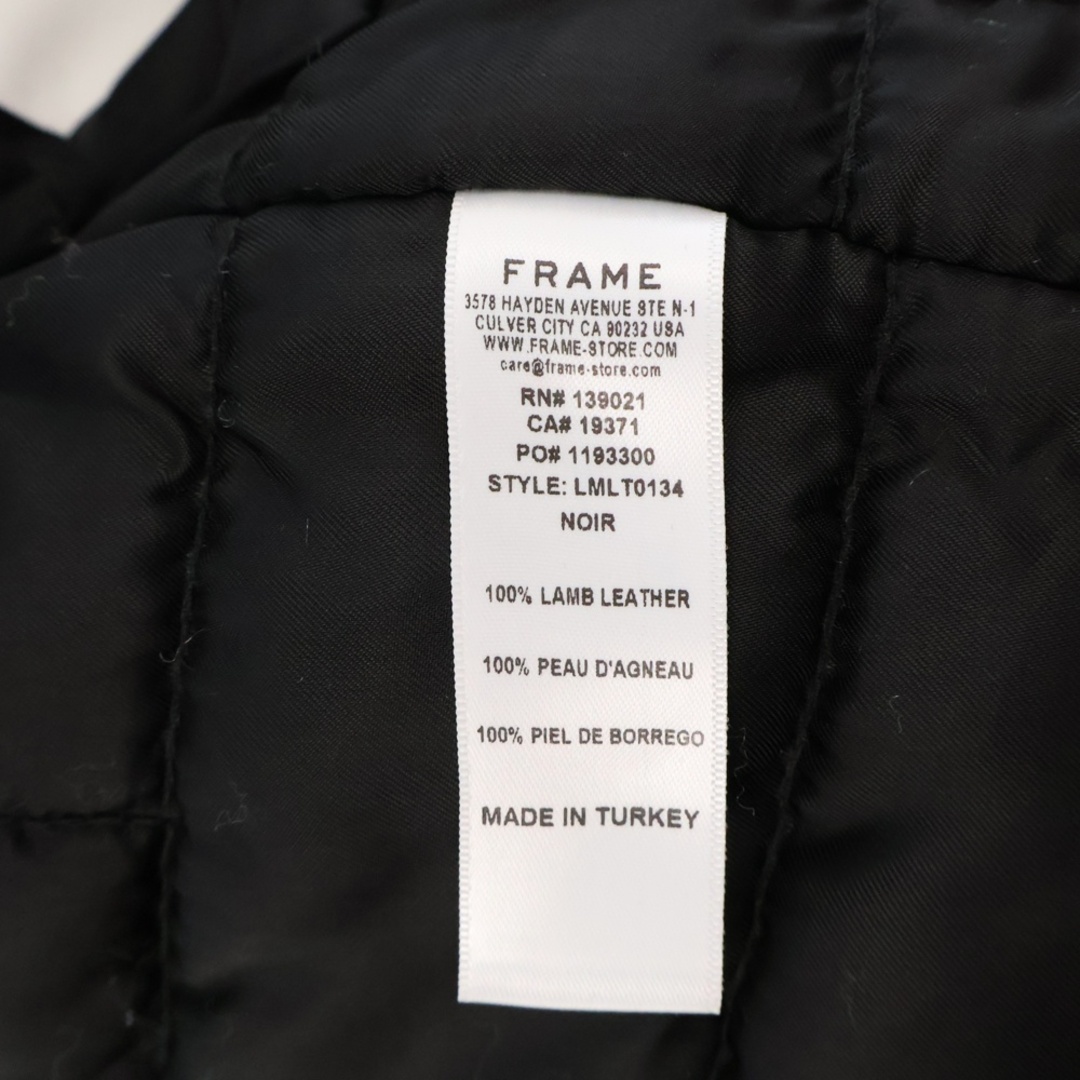 FRAME
3578 HAYDEN AVENUE STE N-1
CULVER CITY CA 90232 USA
WWW.FRAME-STORE.COM
care@frame-store.com
RN# 139021
CA# 19371
PO# 1193300
STYLE: LMLT0134
NOIR
100% LAMB LEATHER
100% PEAU D'AGNEAU
100% PIEL DE BORREGO
MADE IN TURKEY